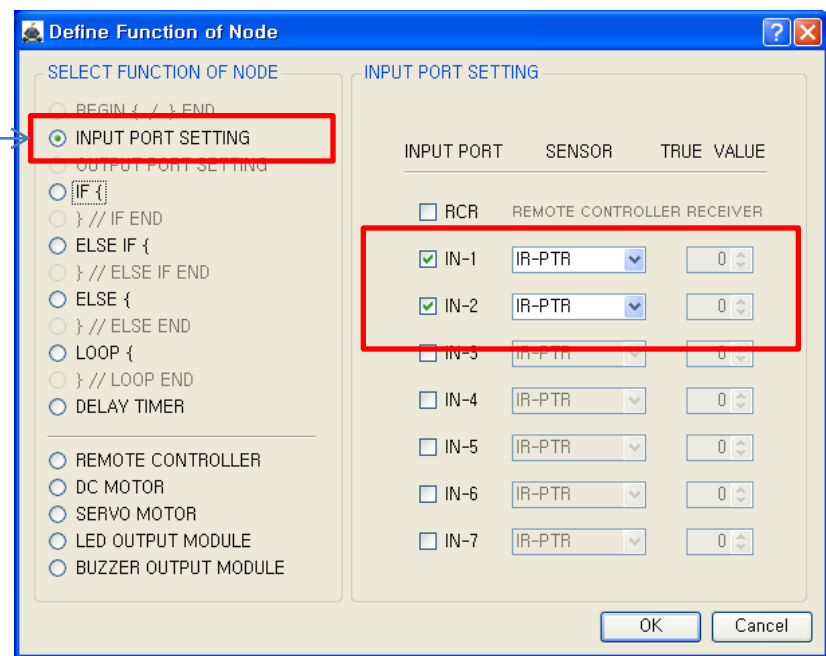 Define Function of Node
SELECT FUNCTION OF NODE
BEGIN { / } END
INPUT PORT SETTING
OUTPUT PORT SETTING
IF {
} // IF END
ELSE IF {
} // ELSE IF END
ELSE {
} // ELSE END
LOOP {
} // LOOP END
DELAY TIMER
REMOTE CONTROLLER
DC MOTOR
SERVO MOTOR
LED OUTPUT MODULE
BUZZER OUTPUT MODULE
INPUT PORT SETTING
INPUT PORT SENSOR TRUE VALUE
RCR REMOTE CONTROLLER RECEIVER
IN-1 IR-PTR 0
IN-2 IR-PTR 0
IN-3 IR-PTR 0
IN-4 IR-PTR 0
IN-5 IR-PTR 0
IN-6 IR-PTR 0
IN-7 IR-PTR 0
OK Cancel